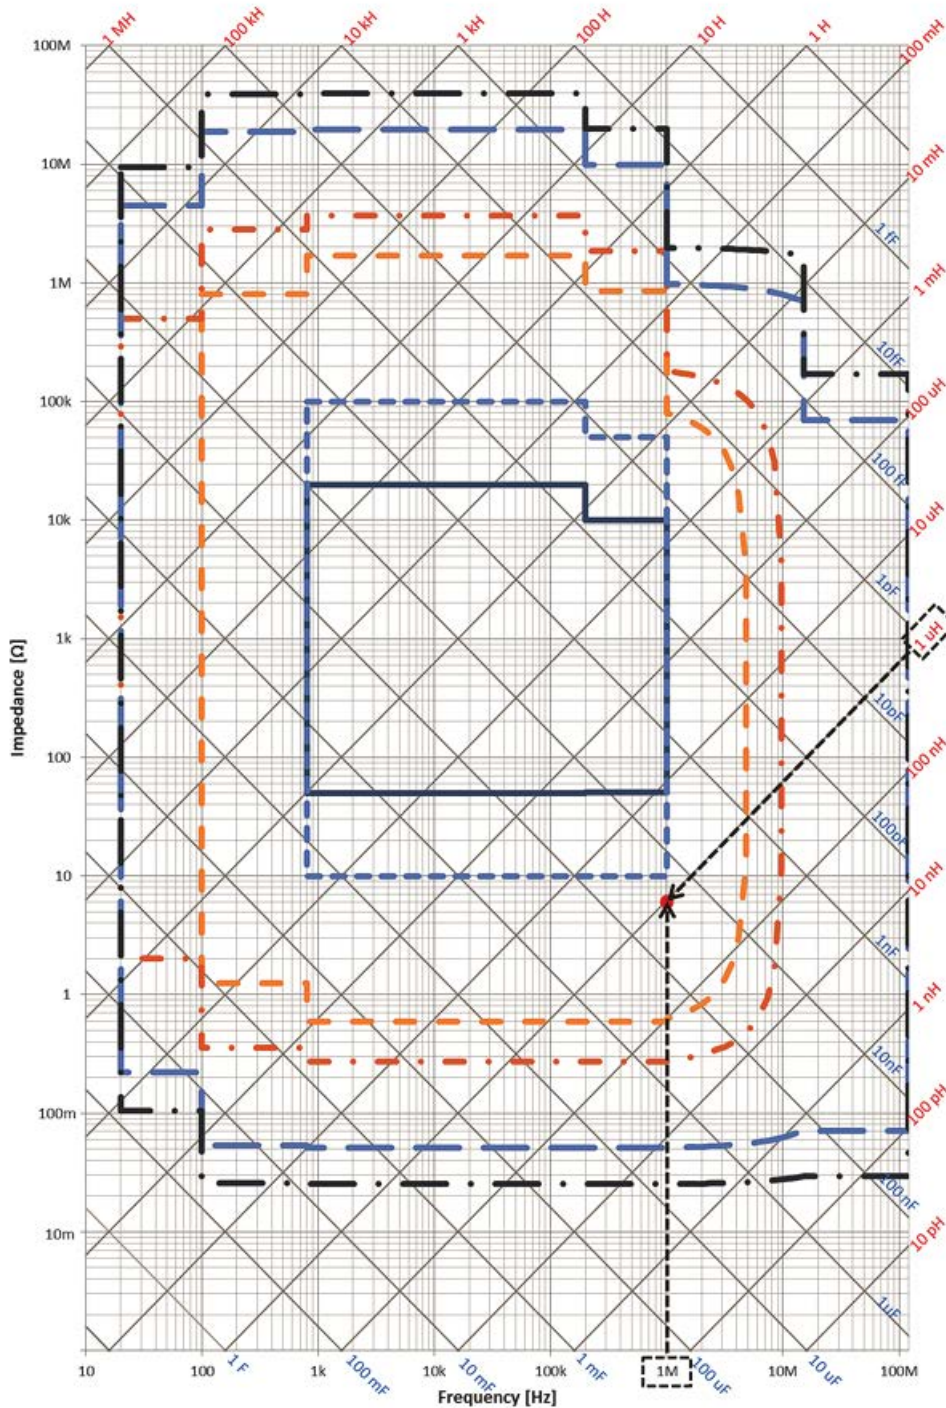 1 MH
100 kH
10 kH
1 kH
100 H
10 H
1 H
100 mH
100M
10M
10 mH
1 fF
1M
1 mH
10fF
100k
100 uH
100 fF
10k
10 uH
1pF
1k
1 uH
10pF
Impedance [Ω]
100
100 nH
100pF
10
10 nH
1nF
1
1 nH
10nF
100m
100 pH
100 nF
10m
10 pH
1uF
10
100
1 F
1k
100 mF
10k
10 mF
100k
1 mF
1M
100 uF
10M
10 uF
100M
Frequency [Hz]